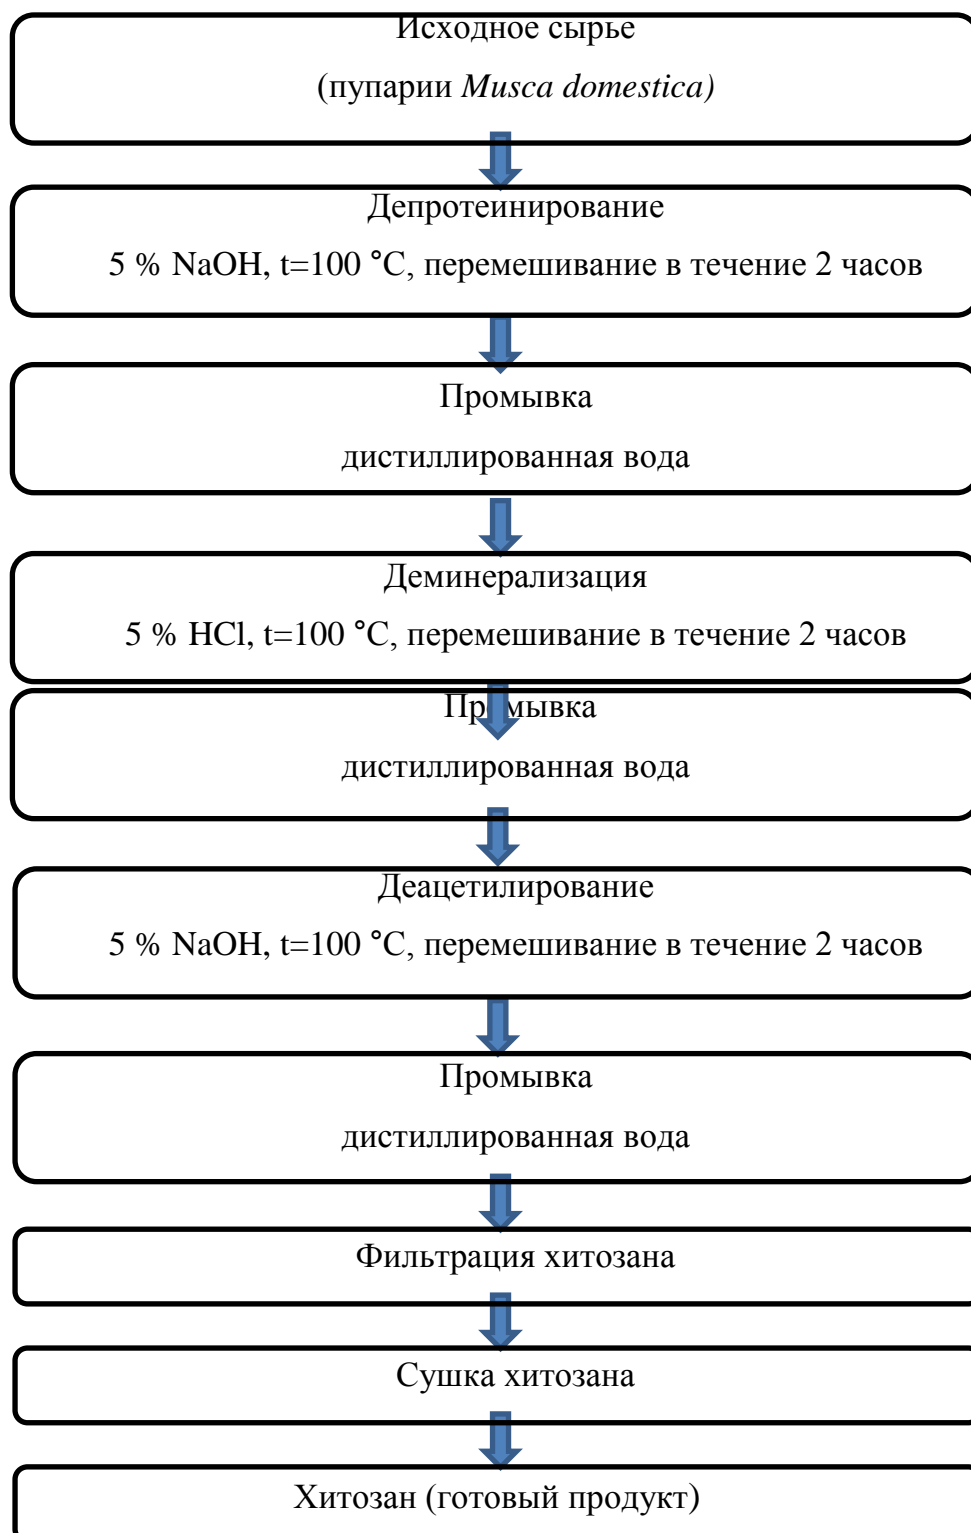 Исходное сырье
(пупарии Musca domestica)
Депротеинирование
5 % NaOH, t=100 °C, перемешивание в течение 2 часов
Промывка
дистиллированная вода
Деминерализация
5 % HCl, t=100 °C, перемешивание в течение 2 часов
Промывка
дистиллированная вода
Деацетилирование
5 % NaOH, t=100 °C, перемешивание в течение 2 часов
Промывка
дистиллированная вода
Фильтрация хитозана
Сушка хитозана
Хитозан (готовый продукт)